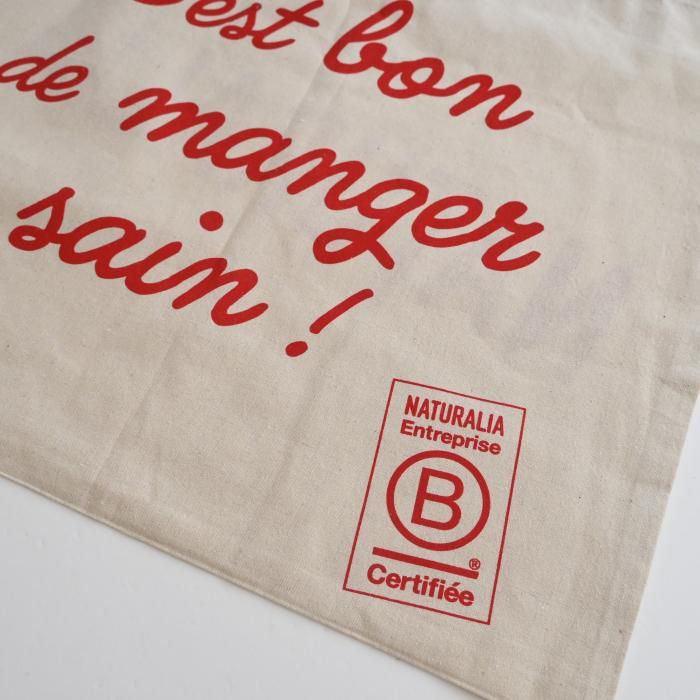 C'est bon
de manger
sain !
NATURALIA
Entreprise
B
®
Certifiée